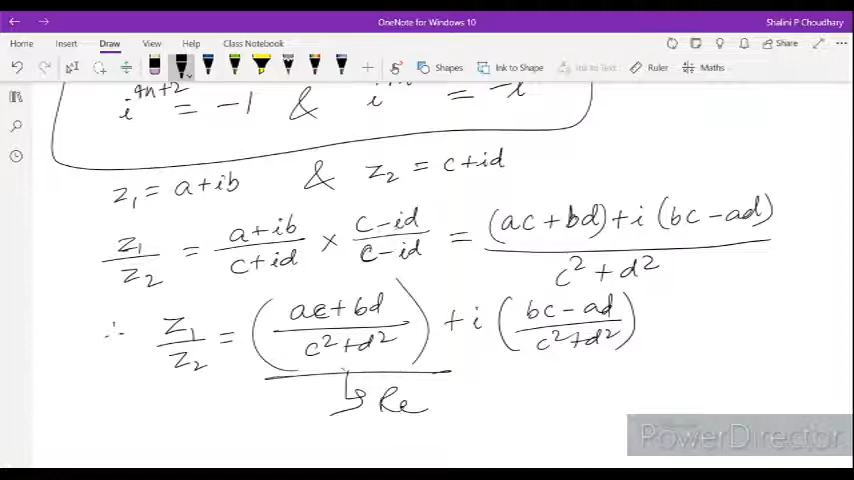 OneNote for Windows 10
Shalini P Choudhary
Home Insert Draw View Help Class Notebook Share
Shapes Ink to Shape Ink to Text Ruler Maths
i^{4n+2} = -1 & i = -i
z₁ = a+ib & z₂ = c+id
z₁/z₂ = (a+ib)/(c+id) × (c-id)/(c-id) = ((ac+bd)+i(bc-ad))/(c²+d²)
∴ z₁/z₂ = ((ac+bd)/(c²+d²)) + i((bc-ad)/(c²+d²))
↳ Re
PowerDirector